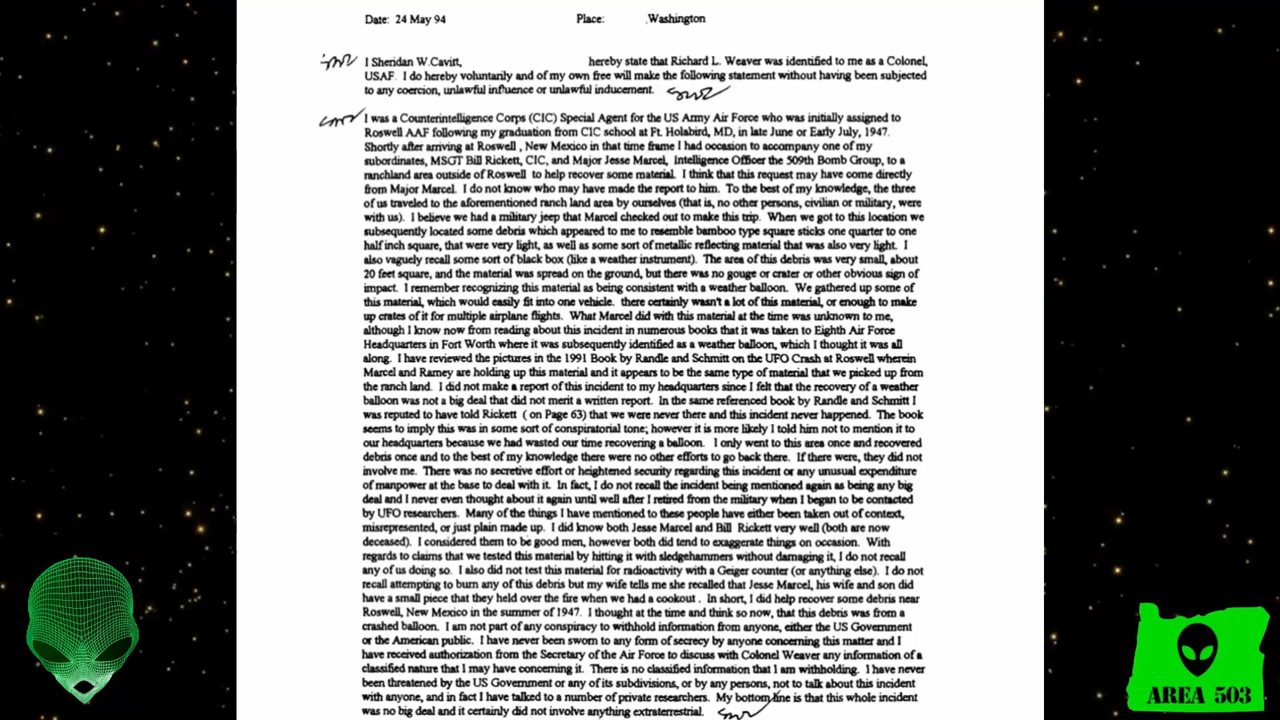 Date: 24 May 94 Place: Washington
I Sheridan W.Cavitt, hereby state that Richard L. Weaver was identified to me as a Colonel,
USAF. I do hereby voluntarily and of my own free will make the following statement without having been subjected
to any coercion, unlawful influence or unlawful inducement.
I was a Counterintelligence Corps (CIC) Special Agent for the US Army Air Force who was initially assigned to
Roswell AAF following my graduation from CIC school at Ft. Holabird, MD, in late June or Early July, 1947.
Shortly after arriving at Roswell , New Mexico in that time frame I had occasion to accompany one of my
subordinates, MSGT Bill Rickett, CIC, and Major Jesse Marcel, Intelligence Officer the 509th Bomb Group, to a
ranchland area outside of Roswell to help recover some material. I think that this request may have come directly
from Major Marcel. I do not know who may have made the report to him. To the best of my knowledge, the three
of us traveled to the aforementioned ranch land area by ourselves (that is, no other persons, civilian or military, were
with us). I believe we had a military jeep that Marcel checked out to make this trip. When we got to this location we
subsequently located some debris which appeared to me to resemble bamboo type square sticks one quarter to one
half inch square, that were very light, as well as some sort of metallic reflecting material that was also very light. I
also vaguely recall some sort of black box (like a weather instrument). The area of this debris was very small, about
20 feet square, and the material was spread on the ground, but there was no gouge or crater or other obvious sign of
impact. I remember recognizing this material as being consistent with a weather balloon. We gathered up some of
this material, which would easily fit into one vehicle. there certainly wasn't a lot of this material, or enough to make
up crates of it for multiple airplane flights. What Marcel did with this material at the time was unknown to me,
although I know now from reading about this incident in numerous books that it was taken to Eighth Air Force
Headquarters in Fort Worth where it was subsequently identified as a weather balloon, which I thought it was all
along. I have reviewed the pictures in the 1991 Book by Randle and Schmitt on the UFO Crash at Roswell wherein
Marcel and Ramey are holding up this material and it appears to be the same type of material that we picked up from
the ranch land. I did not make a report of this incident to my headquarters since I felt that the recovery of a weather
balloon was not a big deal that did not merit a written report. In the same referenced book by Randle and Schmitt I
was reputed to have told Rickett ( on Page 63) that we were never there and this incident never happened. The book
seems to imply this was in some sort of conspiratorial tone; however it is more likely I told him not to mention it to
our headquarters because we had wasted our time recovering a balloon. I only went to this area once and recovered
debris once and to the best of my knowledge there were no other efforts to go back there. If there were, they did not
involve me. There was no secretive effort or heightened security regarding this incident or any unusual expenditure
of manpower at the base to deal with it. In fact, I do not recall the incident being mentioned again as being any big
deal and I never even thought about it again until well after I retired from the military when I began to be contacted
by UFO researchers. Many of the things I have mentioned to these people have either been taken out of context,
misrepresented, or just plain made up. I did know both Jesse Marcel and Bill Rickett very well (both are now
deceased). I considered them to be good men, however both did tend to exaggerate things on occasion. With
regards to claims that we tested this material by hitting it with sledgehammers without damaging it, I do not recall
any of us doing so. I also did not test this material for radioactivity with a Geiger counter (or anything else). I do not
recall attempting to burn any of this debris but my wife tells me she recalled that Jesse Marcel, his wife and son did
have a small piece that they held over the fire when we had a cookout . In short, I did help recover some debris near
Roswell, New Mexico in the summer of 1947. I thought at the time and think so now, that this debris was from a
crashed balloon. I am not part of any conspiracy to withhold information from anyone, either the US Government
or the American public. I have never been sworn to any form of secrecy by anyone concerning this matter and I
have received authorization from the Secretary of the Air Force to discuss with Colonel Weaver any information of a
classified nature that I may have concerning it. There is no classified information that I am withholding. I have never
been threatened by the US Government or any of its subdivisions, or by any persons, not to talk about this incident
with anyone, and in fact I have talked to a number of private researchers. My bottom line is that this whole incident
was no big deal and it certainly did not involve anything extraterrestrial.
AREA 503